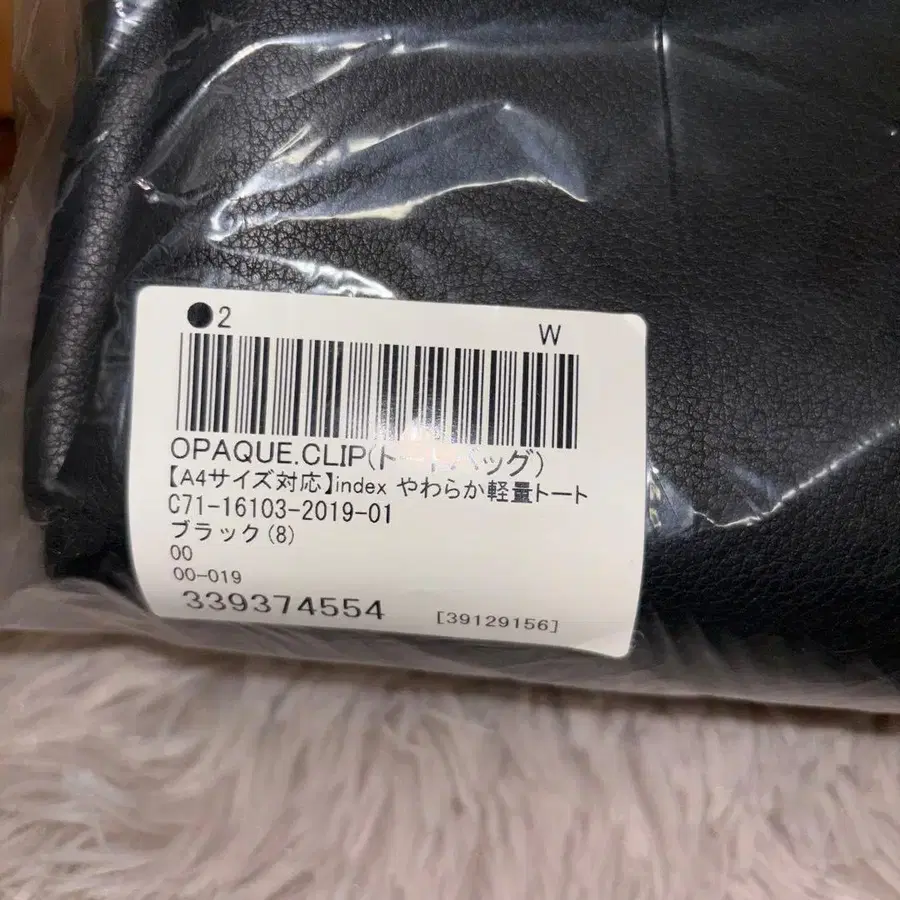 ●2 W
OPAQUE.CLIP(トートバッグ)
【A4サイズ対応】index やわらか軽量トート
C71-16103-2019-01
ブラック(8)
00
00-019
339374554 [39129156]